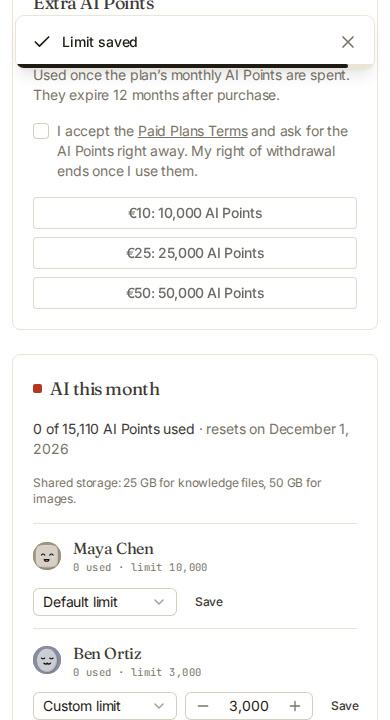 Extra AI Points
Limit saved
Used once the plan's monthly AI Points are spent.
They expire 12 months after purchase.
I accept the Paid Plans Terms and ask for the
AI Points right away. My right of withdrawal
ends once I use them.
€10: 10,000 AI Points
€25: 25,000 AI Points
€50: 50,000 AI Points
AI this month
0 of 15,110 AI Points used · resets on December 1,
2026
Shared storage: 25 GB for knowledge files, 50 GB for
images.
Maya Chen
0 used · limit 10,000
Default limit Save
Ben Ortiz
0 used · limit 3,000
Custom limit − 3,000 + Save